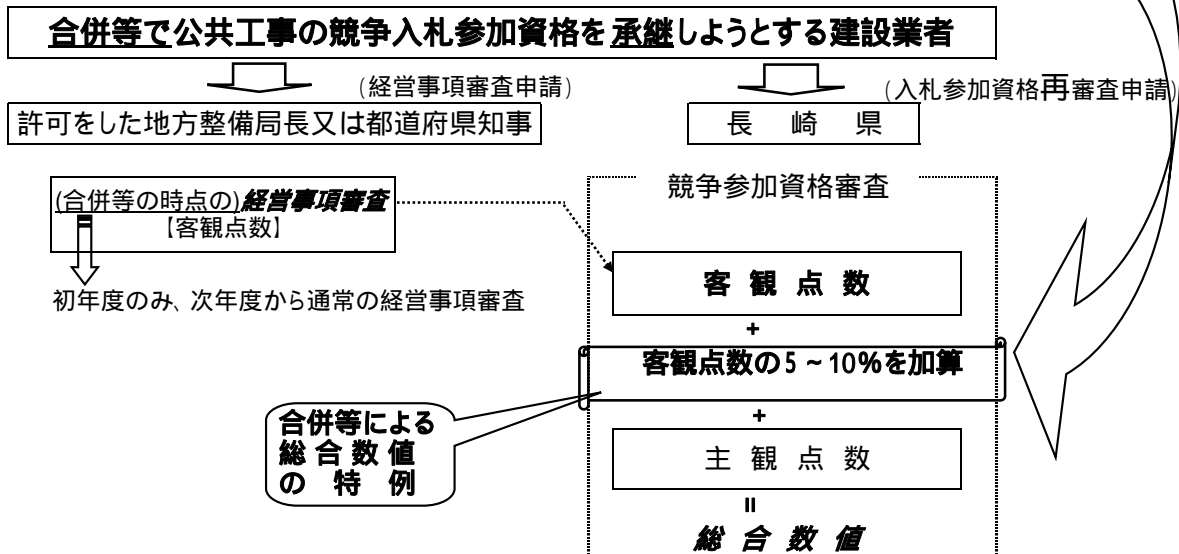 合併等で公共工事の競争入札参加資格を承継しようとする建設業者
(経営事項審査申請)
(入札参加資格再審査申請)
許可をした地方整備局長又は都道府県知事
長崎県
(合併等の時点の)経営事項審査
【客観点数】
初年度のみ、次年度から通常の経営事項審査
競争参加資格審査
客観点数
+
客観点数の5~10%を加算
+
合併等による
総合数値
の特例
主観点数
=
総合数値